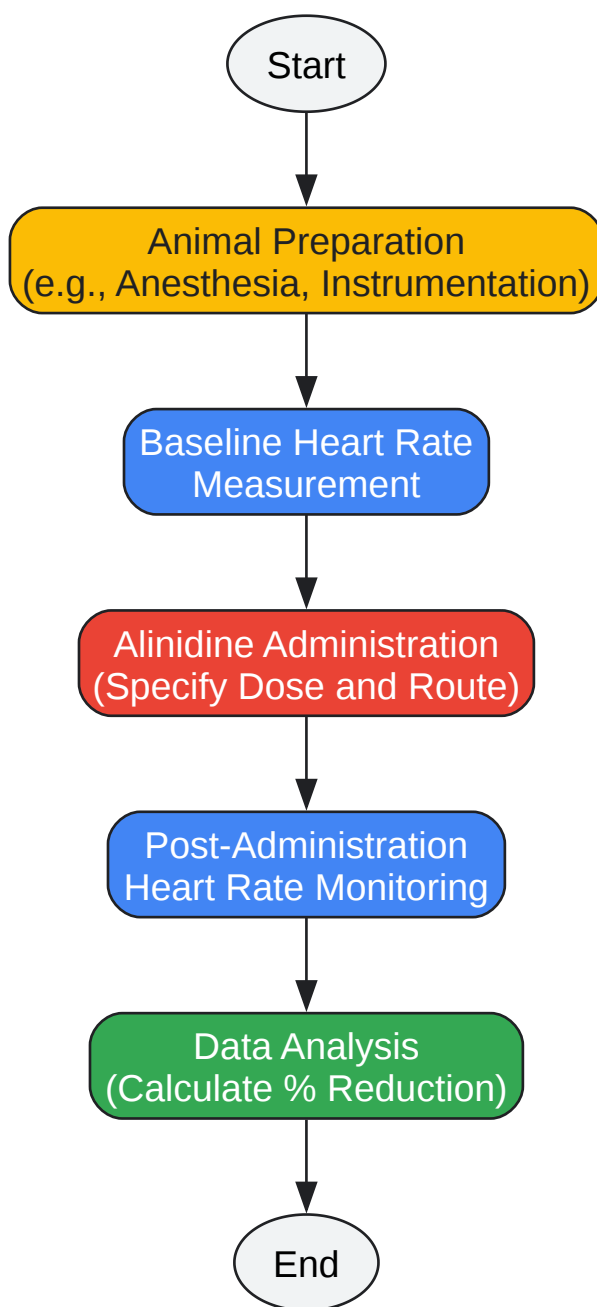 Start
Animal Preparation
(e.g., Anesthesia, Instrumentation)
Baseline Heart Rate
Measurement
Alinidine Administration
(Specify Dose and Route)
Post-Administration
Heart Rate Monitoring
Data Analysis
(Calculate % Reduction)
End